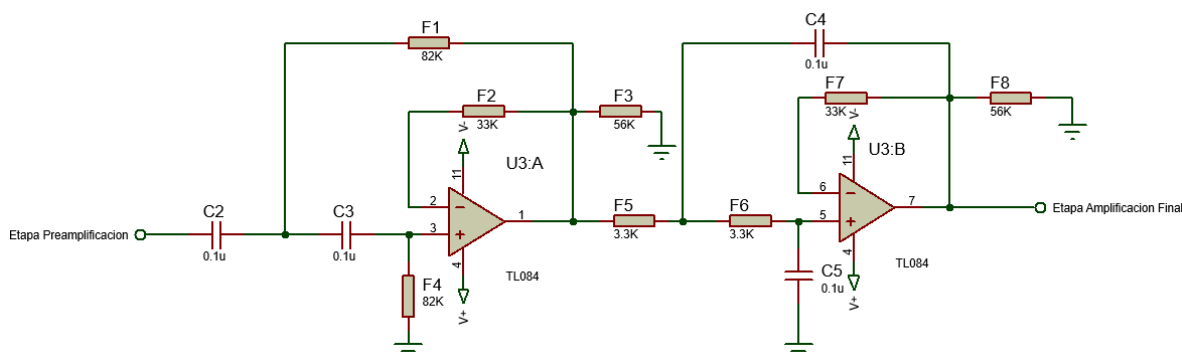 F1
82K
C4
0.1u
F2
33K
F3
56K
F7
33K
F8
56K
V-
11
U3:A
V-
11
U3:B
2
3
1
4
6
5
7
4
C2
0.1u
C3
0.1u
F5
3.3K
F6
3.3K
Etapa Preamplificacion
Etapa Amplificacion Final
F4
82K
TL084
V+
C5
0.1u
TL084
V+